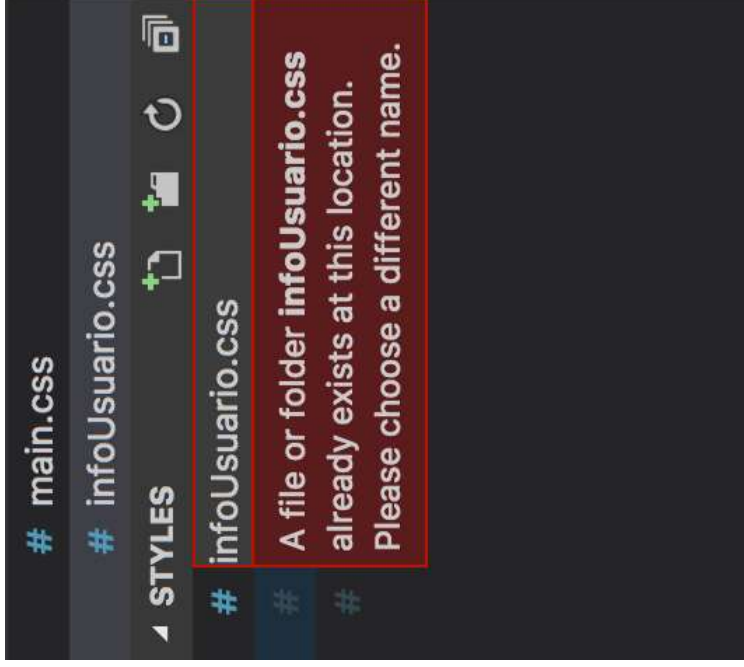 # main.css
# infoUsuario.css
STYLES
# infoUsuario.css
# A file or folder infoUsuario.css
# already exists at this location.
Please choose a different name.